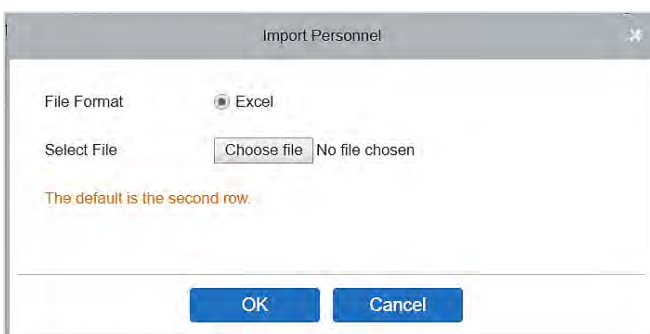 Import Personnel
File Format Excel
Select File Choose file No file chosen
The default is the second row.
OK Cancel